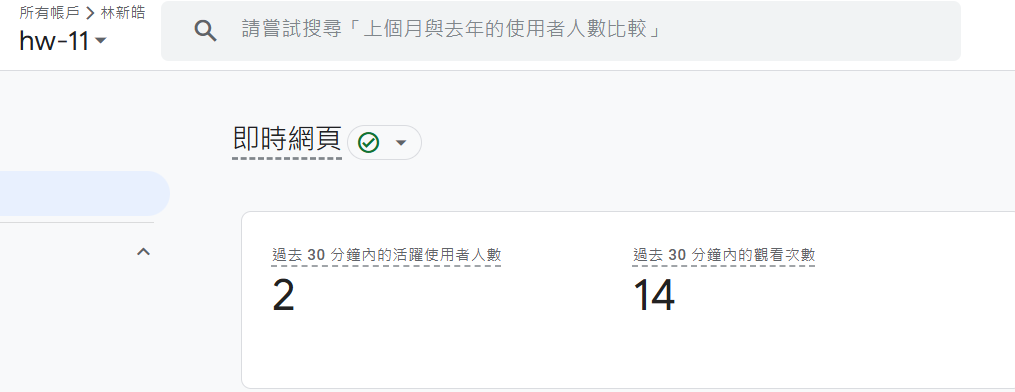 所有帳戶 > 林新皓
hw-11
請嘗試搜尋「上個月與去年的使用者人數比較」
即時網頁
過去 30 分鐘內的活躍使用者人數
2
過去 30 分鐘內的觀看次數
14